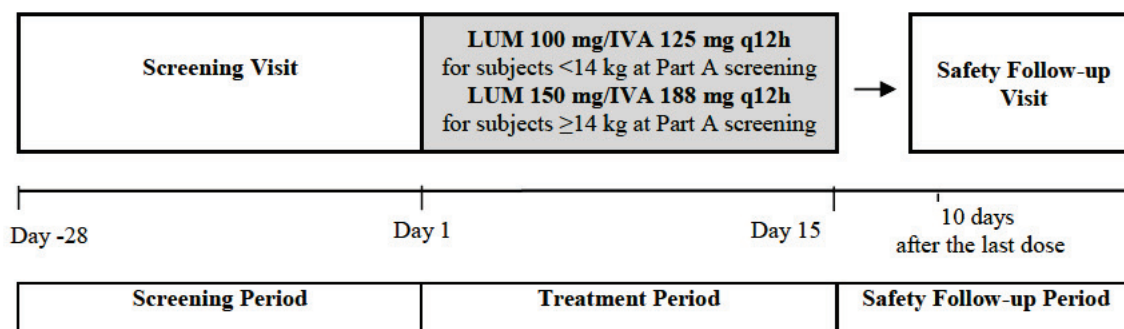 Screening Visit
LUM 100 mg/IVA 125 mg q12h
for subjects <14 kg at Part A screening
LUM 150 mg/IVA 188 mg q12h
for subjects ≥14 kg at Part A screening
Safety Follow-up
Visit
Day -28
Day 1
Day 15
10 days
after the last dose
Screening Period
Treatment Period
Safety Follow-up Period